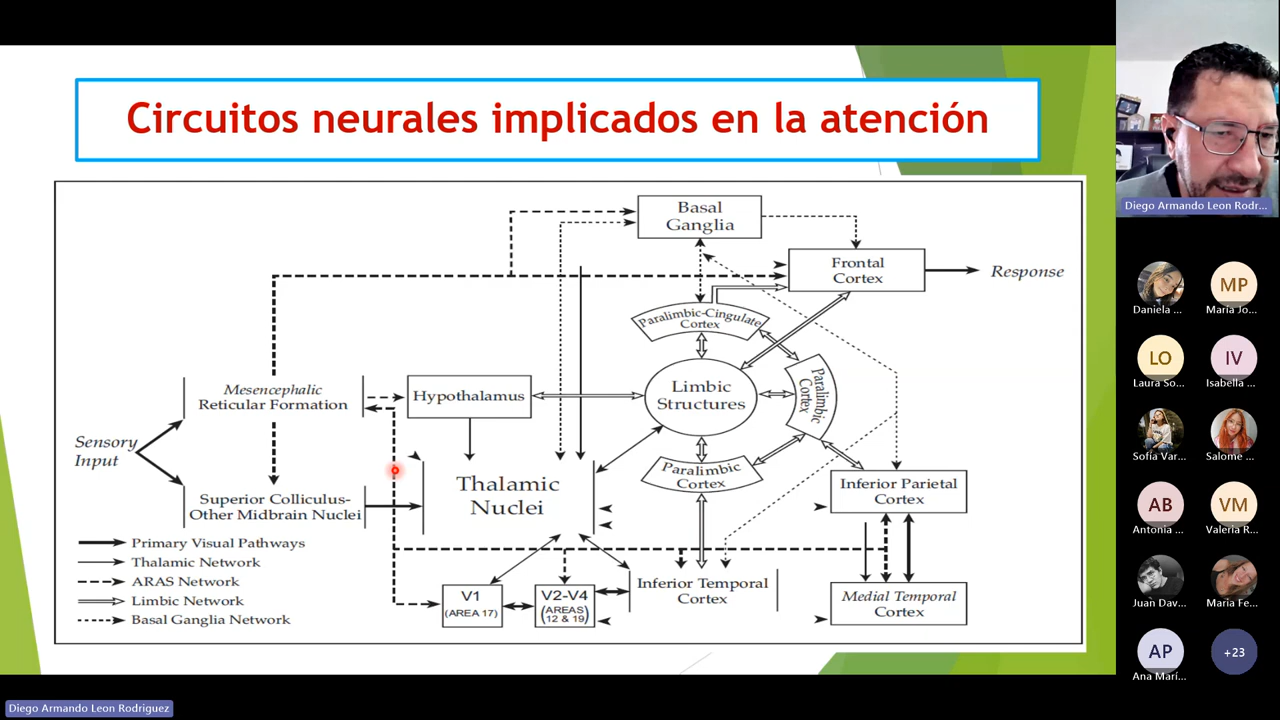 Circuitos neurales implicados en la atención
Basal
Ganglia
Frontal
Cortex
Response
Paralimbic-Cingulate
Cortex
Mesencephalic
Reticular Formation
Hypothalamus
Limbic
Structures
Paralimbic
Cortex
Sensory
Input
Superior Colliculus-
Other Midbrain Nuclei
Thalamic
Nuclei
Paralimbic
Cortex
Inferior Parietal
Cortex
Primary Visual Pathways
Thalamic Network
ARAS Network
Limbic Network
Basal Ganglia Network
V1
(AREA 17)
V2-V4
(AREAS
12 & 19)
Inferior Temporal
Cortex
Medial Temporal
Cortex
Diego Armando Leon Rodr...
Daniela ...
MP
Maria Jo...
LO
Laura So...
IV
Isabella ...
Sofía Var...
Salome ...
AB
Antonia ...
VM
Valeria R...
Juan Dav...
Maria Fe...
AP
Ana Marí...
+23
Diego Armando Leon Rodriguez